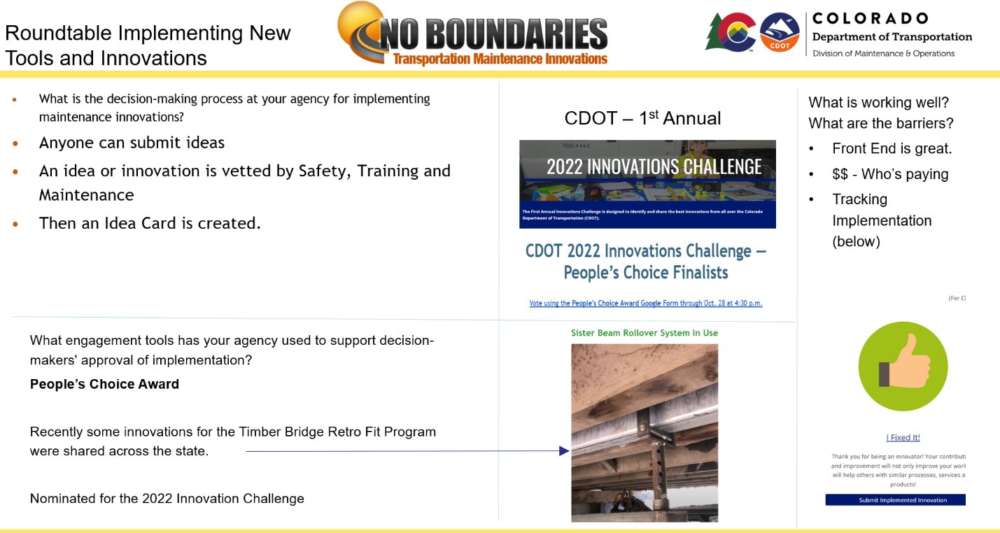 Roundtable Implementing New
Tools and Innovations
NO BOUNDARIES
Transportation Maintenance Innovations
CDOT
TM
COLORADO
Department of Transportation
Division of Maintenance & Operations
• What is the decision-making process at your agency for implementing
maintenance innovations?
• Anyone can submit ideas
• An idea or innovation is vetted by Safety, Training and
Maintenance
• Then an Idea Card is created.
CDOT – 1st Annual
2022 INNOVATIONS CHALLENGE
The First Annual Innovations Challenge is designed to identify and share the best innovations from all over the Colorado
Department of Transportation (CDOT).
CDOT 2022 Innovations Challenge —
People's Choice Finalists
Vote using the People's Choice Award Google Form through Oct. 28 at 4:30 p.m.
What is working well?
What are the barriers?
• Front End is great.
• $$ - Who's paying
• Tracking
Implementation
(below)
What engagement tools has your agency used to support decision-
makers' approval of implementation?
People's Choice Award
Recently some innovations for the Timber Bridge Retro Fit Program
were shared across the state.
Nominated for the 2022 Innovation Challenge
Sister Beam Rollover System In Use
(For
I Fixed It!
Thank you for being an innovator! Your contributi
and improvement will not only improve your work
will help others with similar processes, services
products!
Submit Implemented Innovation